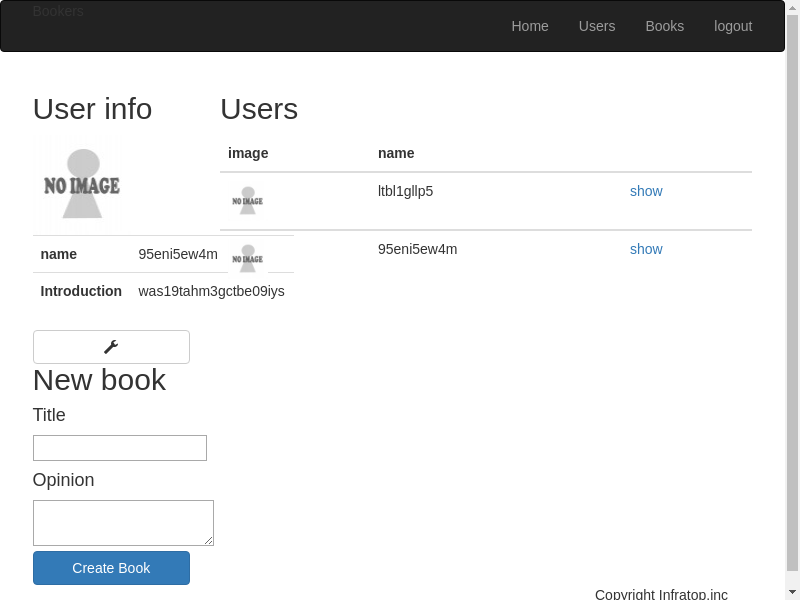 Bookers
Home Users Books logout
User info
NO IMAGE
name 95eni5ew4m
Introduction was19tahm3gctbe09iys
Users
image name
NO IMAGE ltbl1gllp5 show
NO IMAGE 95eni5ew4m show
New book
Title
Opinion
Create Book
Copyright Infratop.inc